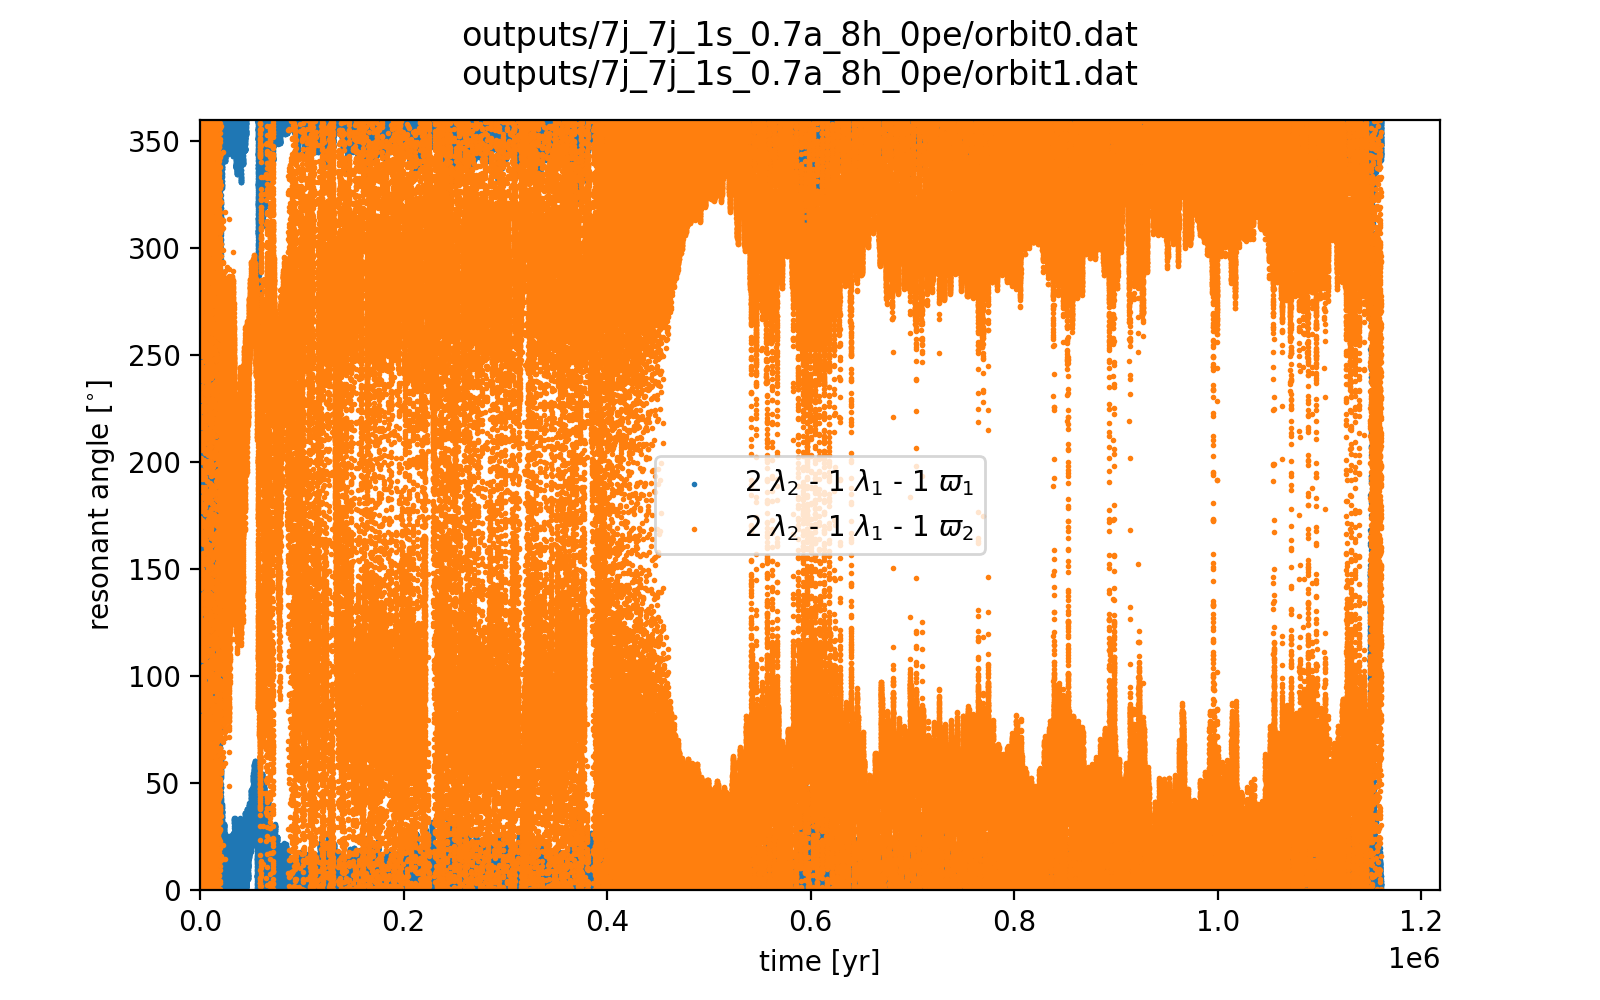 outputs/7j_7j_1s_0.7a_8h_0pe/orbit0.dat
outputs/7j_7j_1s_0.7a_8h_0pe/orbit1.dat
350
300
250
200
150
100
50
0
resonant angle [°]
2 λ₂ - 1 λ₁ - 1 ϖ₁
2 λ₂ - 1 λ₁ - 1 ϖ₂
0.0 0.2 0.4 0.6 0.8 1.0 1.2
1e6
time [yr]